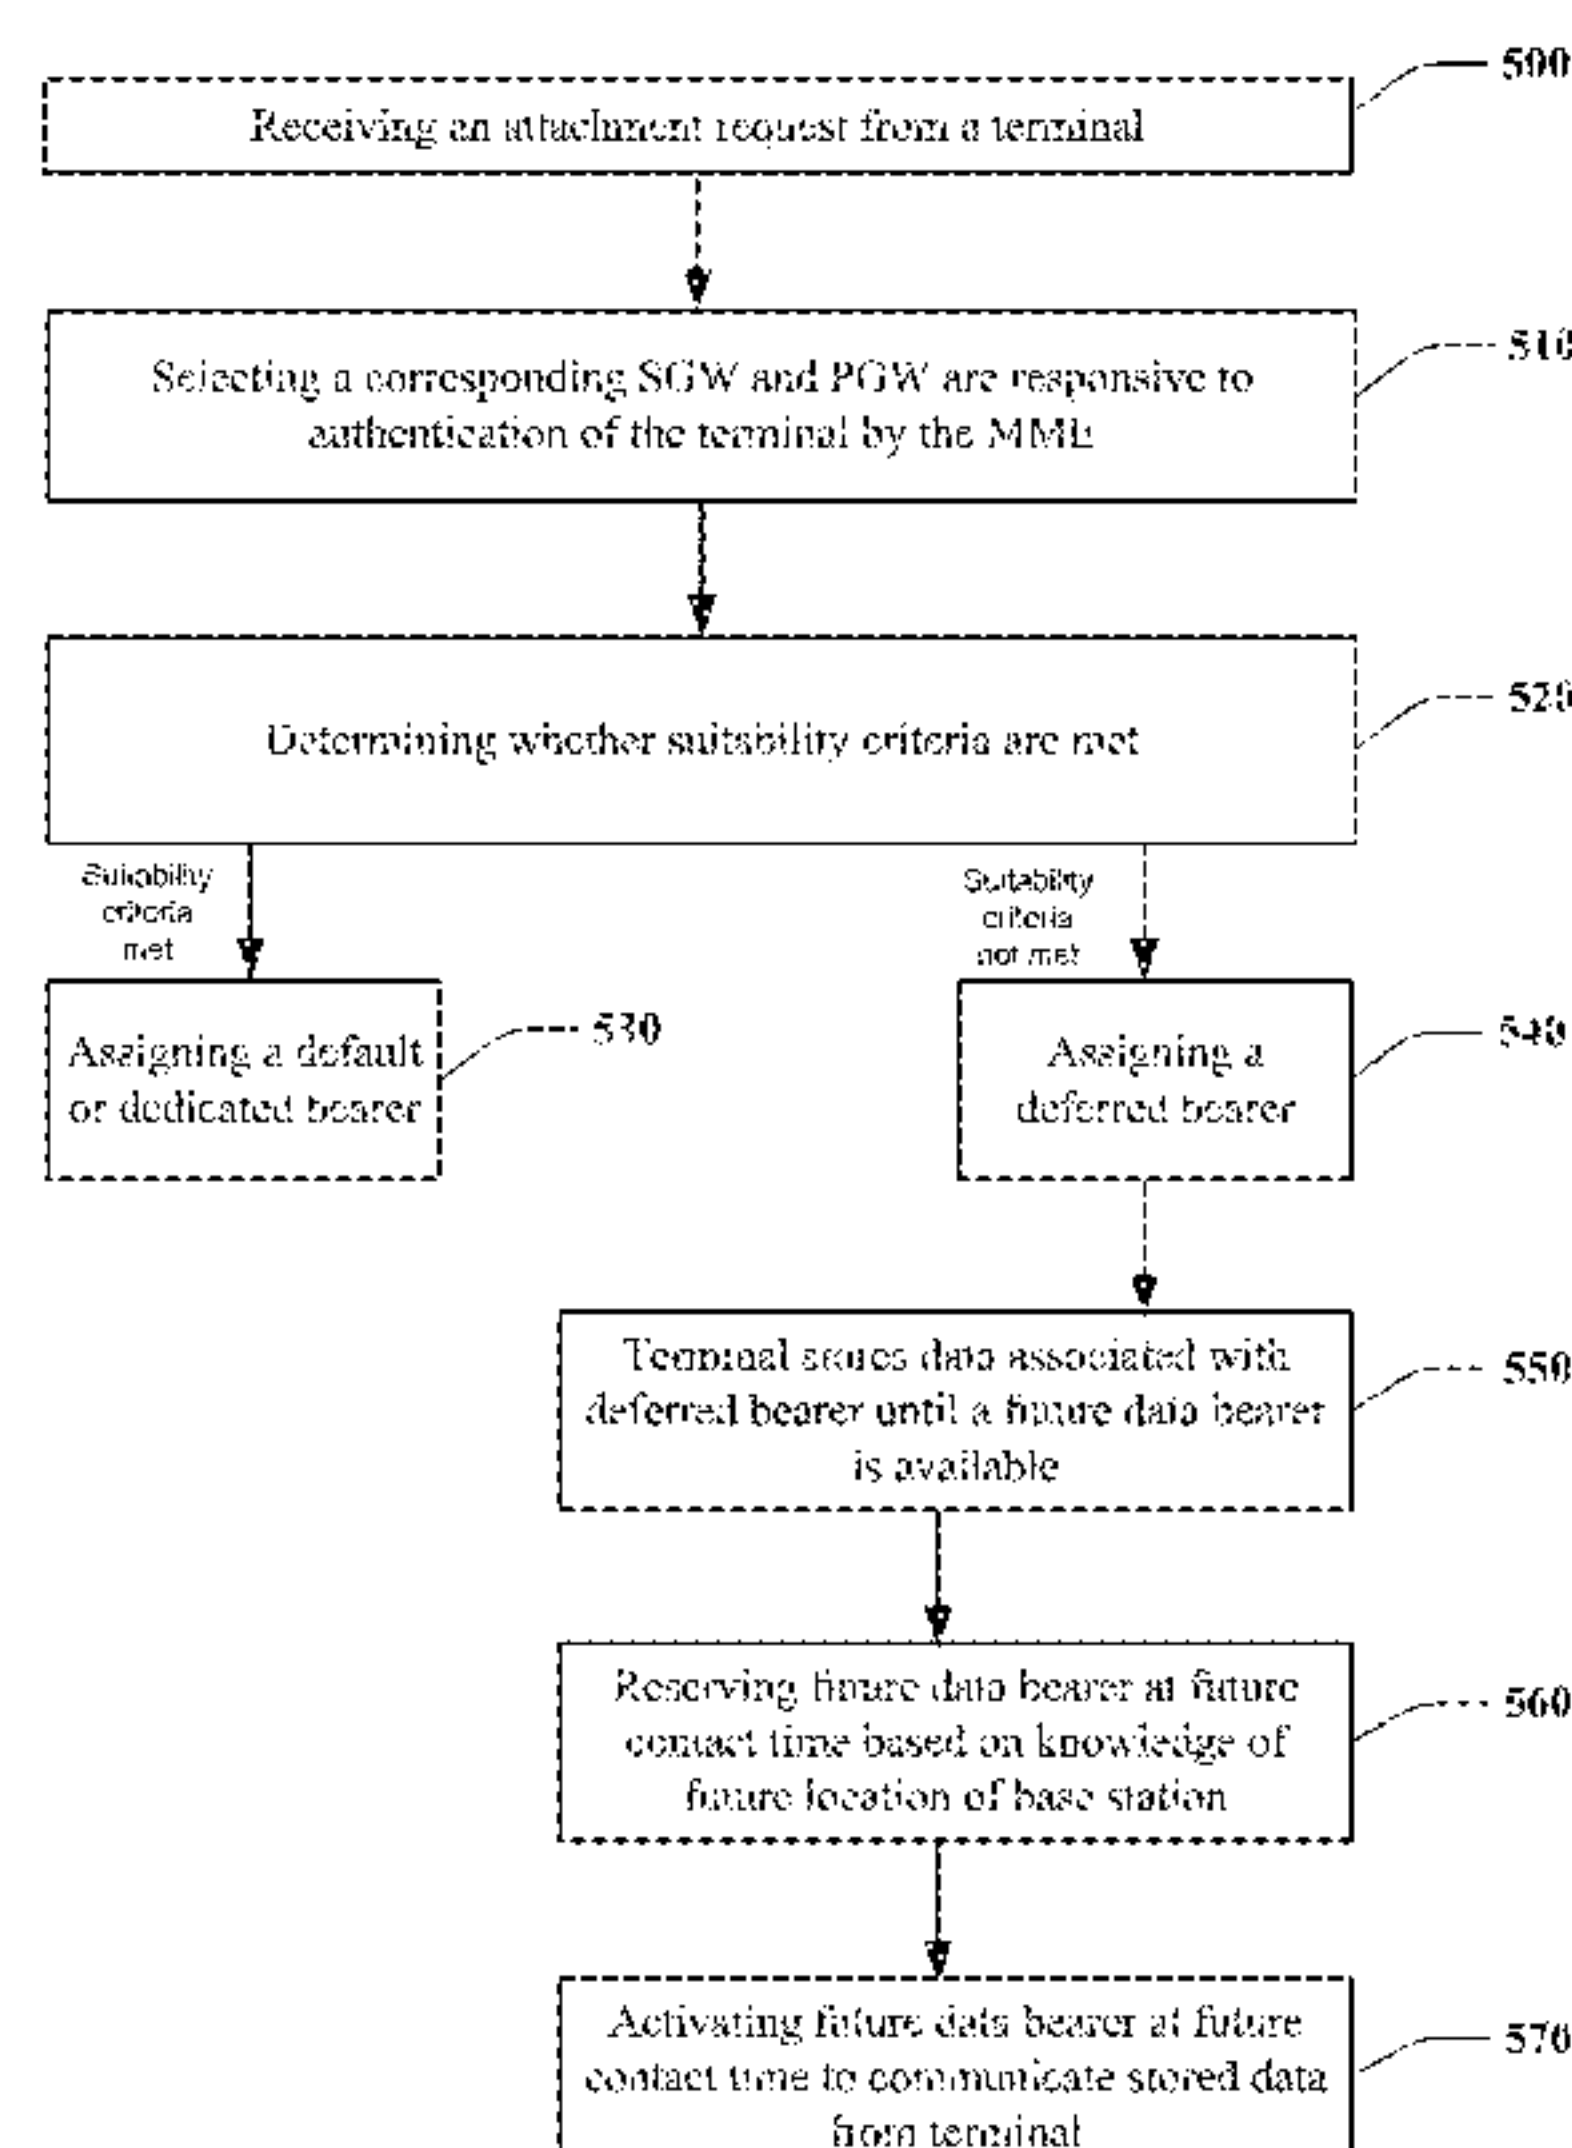 500
Receiving an attachment request from a terminal
510
Selecting a corresponding SGW and PGW are responsive to
authentication of the terminal by the MME
520
Determining whether suitability criteria are met
Suitability
criteria
met
Suitability
criteria
not met
Assigning a default
or dedicated bearer
530
Assigning a
deferred bearer
540
Terminal stores data associated with
deferred bearer until a future data bearer
is available
550
Reserving future data bearer at future
contact time based on knowledge of
future location of base station
560
Activating future data bearer at future
contact time to communicate stored data
from terminal
570